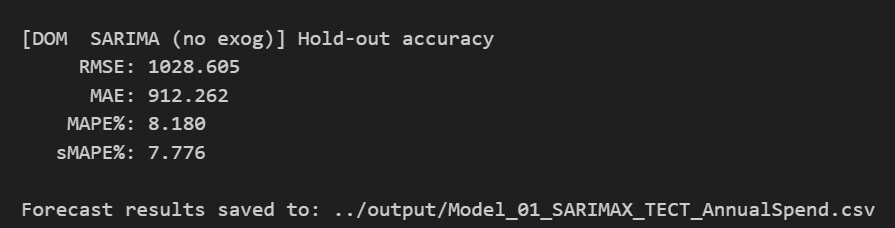 [DOM  SARIMA (no exog)] Hold-out accuracy
RMSE: 1028.605
MAE: 912.262
MAPE%: 8.180
sMAPE%: 7.776
Forecast results saved to: ../output/Model_01_SARIMAX_TECT_AnnualSpend.csv